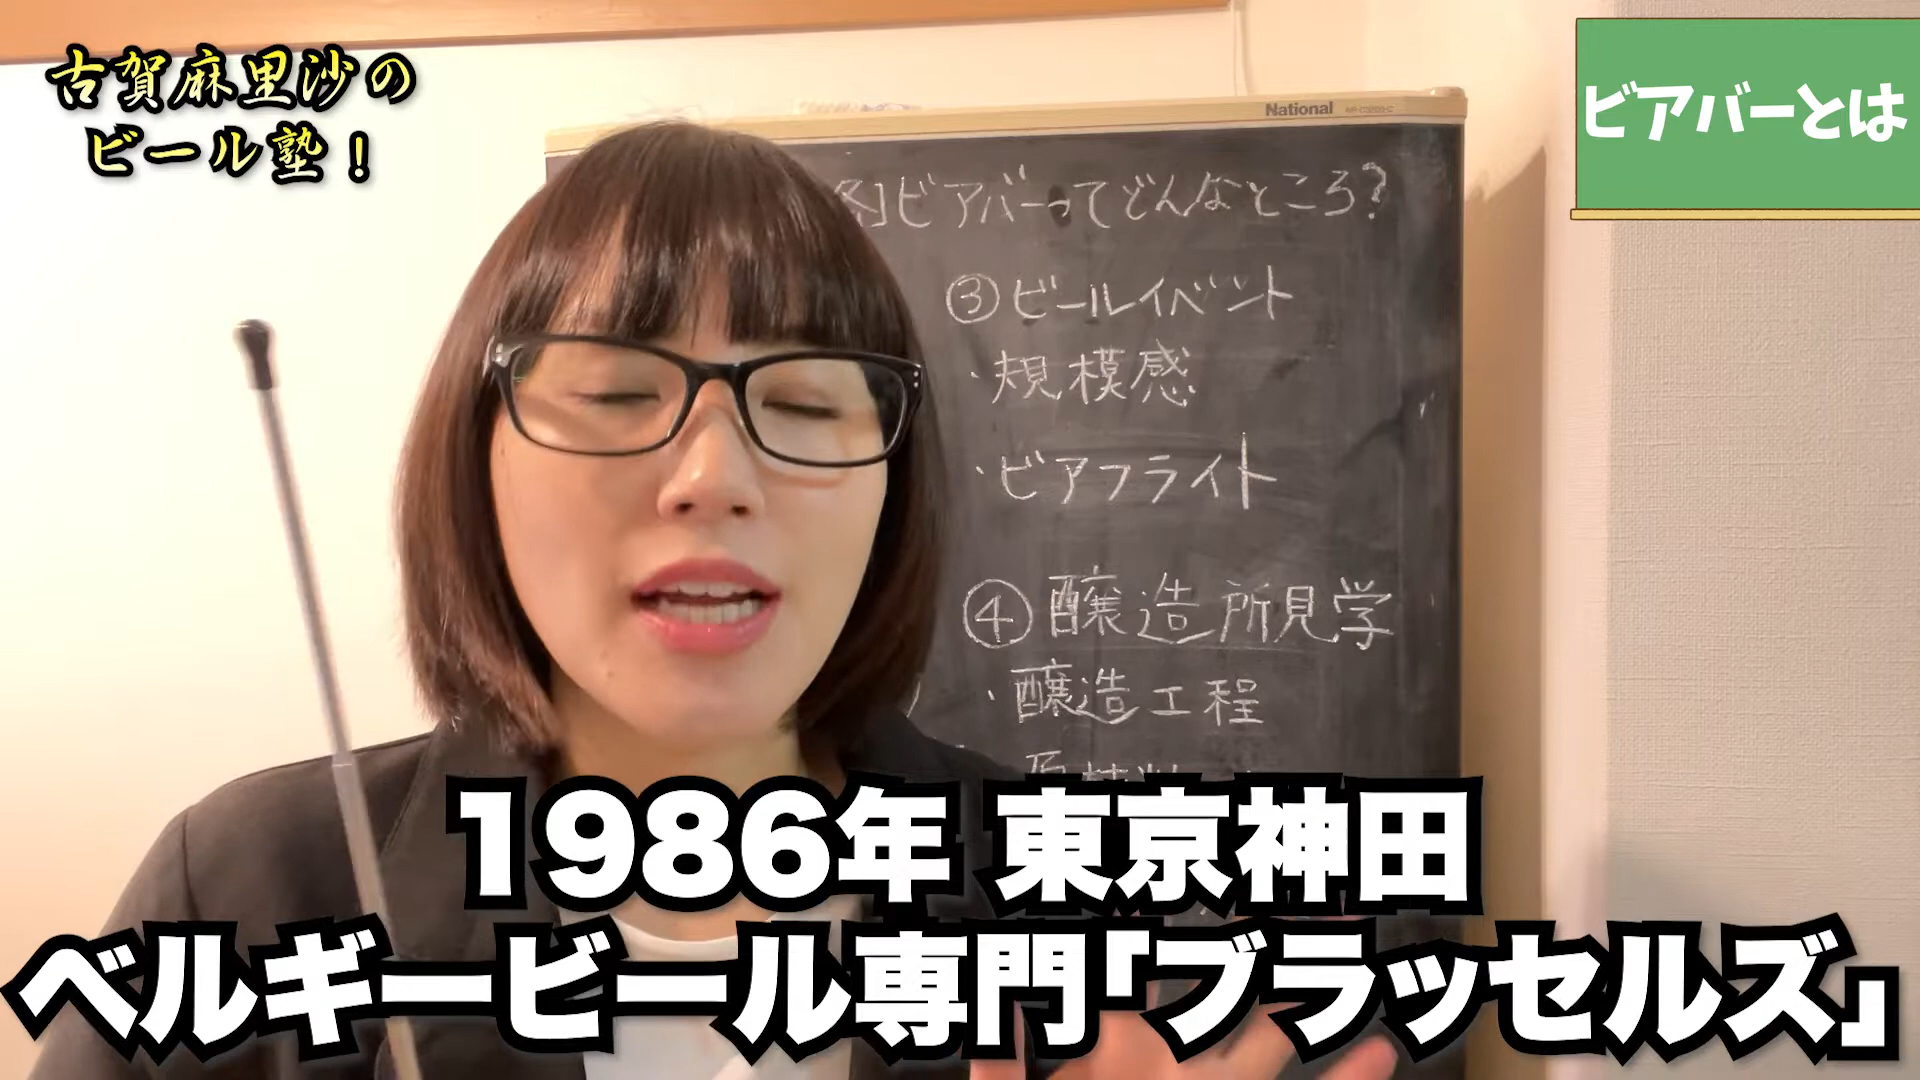 古賀麻里沙の
ビール塾！
ビアバーとは
National
ビアバーってどんなところ？
③ビールイベント
・規模感
・ビアフライト
④醸造所見学
・醸造工程
1986年 東京神田
ベルギービール専門「ブラッセルズ」